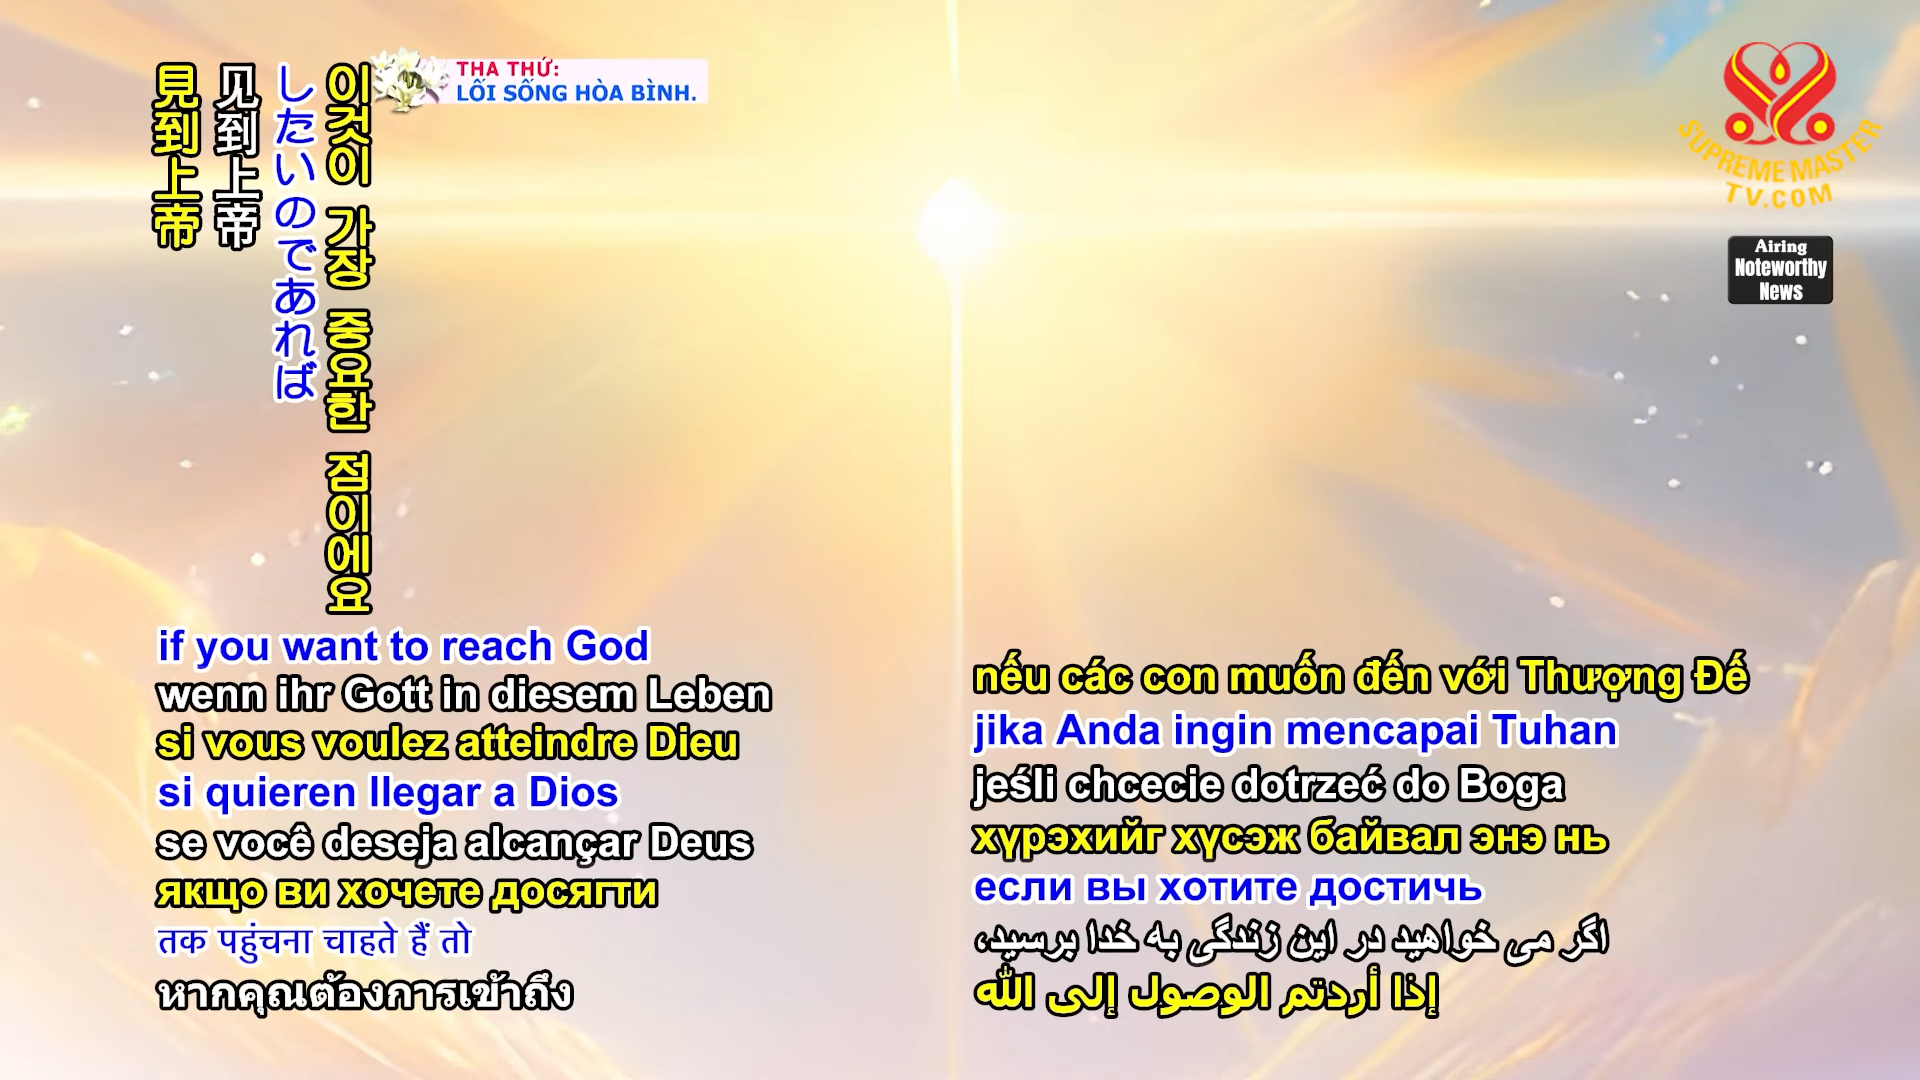 見到上帝
见到上帝
したいのであれば
이것이 가장 중요한 점이에요
THA THỨ:
LỐI SỐNG HÒA BÌNH.
SUPREME MASTER
TV.COM
Airing
Noteworthy
News
if you want to reach God
wenn ihr Gott in diesem Leben
si vous voulez atteindre Dieu
si quieren llegar a Dios
se você deseja alcançar Deus
якщо ви хочете досягти
तक पहुंचना चाहते हैं तो
หากคุณต้องการเข้าถึง
nếu các con muốn đến với Thượng Đế
jika Anda ingin mencapai Tuhan
jeśli chcecie dotrzeć do Boga
хүрэхийг хүсэж байвал энэ нь
если вы хотите достичь
اگر می خواهید در این زندگی به خدا برسید،
إذا أردتم الوصول إلى الله